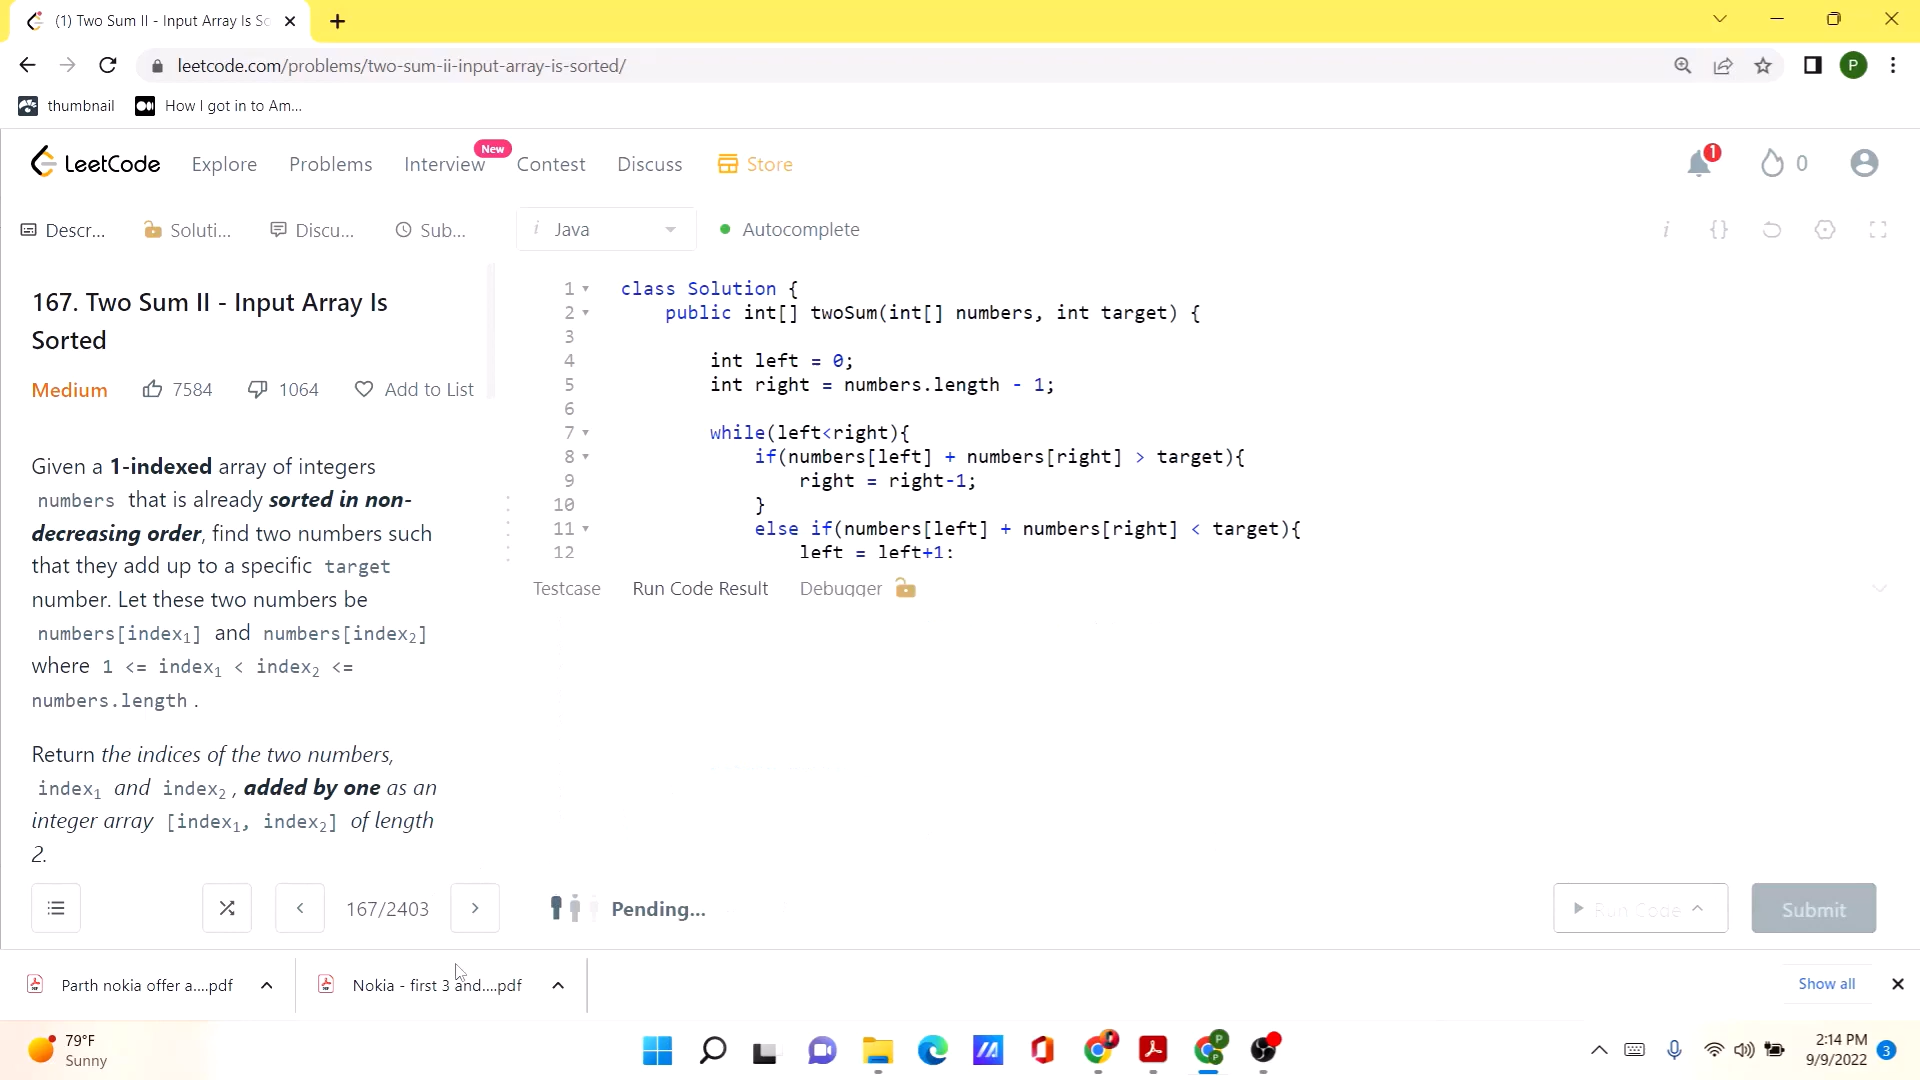 (1) Two Sum II - Input Array Is So
leetcode.com/problems/two-sum-ii-input-array-is-sorted/
P
thumbnail
How I got in to Am...
LeetCode
Explore
Problems
Interview
New
Contest
Discuss
Store
1
0
Descr...
Soluti...
Discu...
Sub...
i Java
Autocomplete
i {}
167. Two Sum II - Input Array Is
Sorted
Medium
7584
1064
Add to List
Given a 1-indexed array of integers
numbers that is already sorted in non-
decreasing order, find two numbers such
that they add up to a specific target
number. Let these two numbers be
numbers[index1] and numbers[index2]
where 1 <= index1 < index2 <=
numbers.length .
Return the indices of the two numbers,
index1 and index2 , added by one as an
integer array [index1, index2] of length
2.
1 class Solution {
2 public int[] twoSum(int[] numbers, int target) {
3
4 int left = 0;
5 int right = numbers.length - 1;
6
7 while(left<right){
8 if(numbers[left] + numbers[right] > target){
9 right = right-1;
10 }
11 else if(numbers[left] + numbers[right] < target){
12 left = left+1;
Testcase
Run Code Result
Debugger
167/2403
Pending...
Run Code
Submit
Parth nokia offer a....pdf
Nokia - first 3 and....pdf
Show all
79°F
Sunny
P
P
2:14 PM
9/9/2022
3